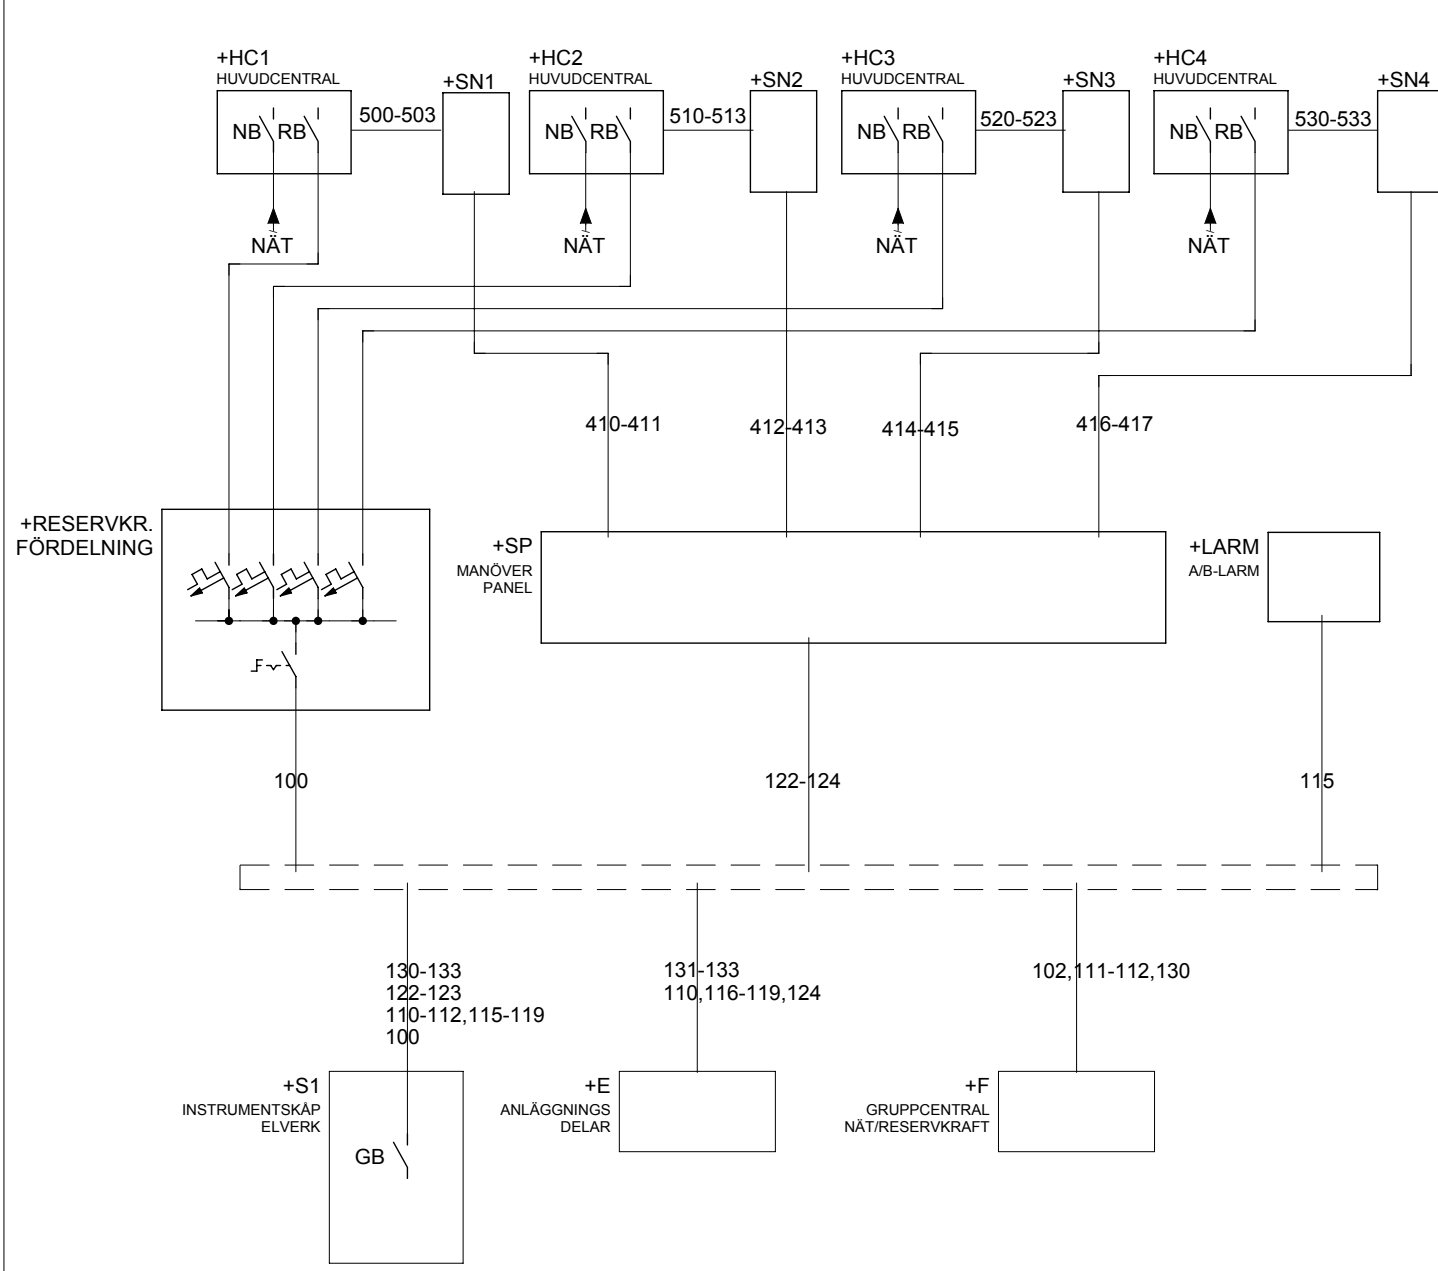 +HC1
HUVUDCENTRAL
+SN1
NB RB
500-503
NÄT
+HC2
HUVUDCENTRAL
+SN2
NB RB
510-513
NÄT
+HC3
HUVUDCENTRAL
+SN3
NB RB
520-523
NÄT
+HC4
HUVUDCENTRAL
+SN4
NB RB
530-533
NÄT
410-411
412-413
414-415
416-417
+RESERVKR.
FÖRDELNING
+SP
MANÖVER
PANEL
+LARM
A/B-LARM
100
122-124
115
130-133
122-123
110-112,115-119
100
131-133
110,116-119,124
102,111-112,130
+S1
INSTRUMENTSKÅP
ELVERK
GB
+E
ANLÄGGNINGS
DELAR
+F
GRUPPCENTRAL
NÄT/RESERVKRAFT